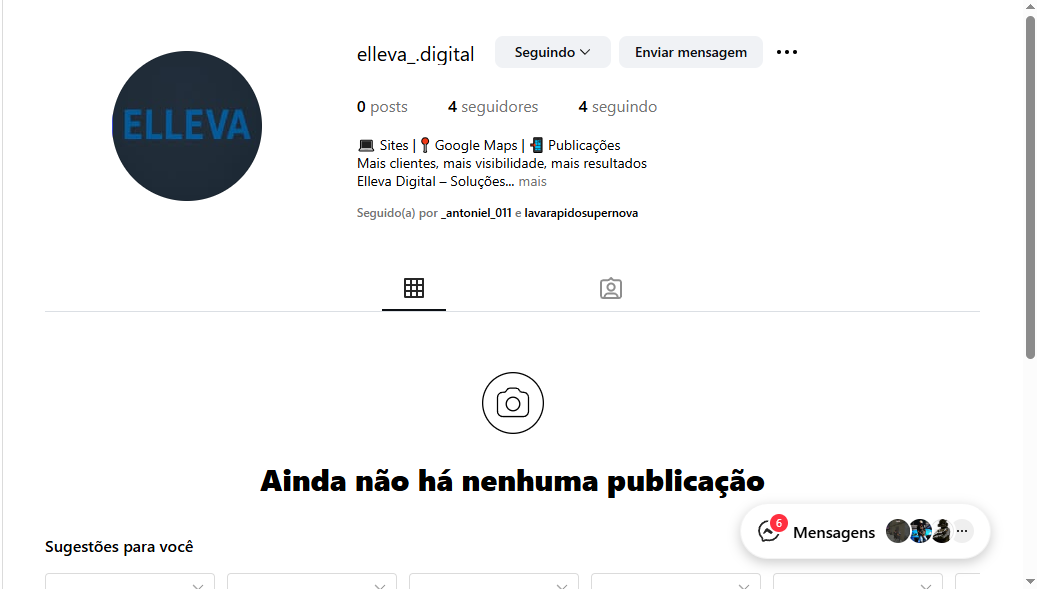 elleva_.digital
Seguindo
Enviar mensagem
0 posts
4 seguidores
4 seguindo
ELLEVA
💻 Sites | 📍 Google Maps | 📲 Publicações
Mais clientes, mais visibilidade, mais resultados
Elleva Digital – Soluções... mais
Seguido(a) por _antoniel_011 e lavarapidosupernova
Ainda não há nenhuma publicação
6
Mensagens
Sugestões para você